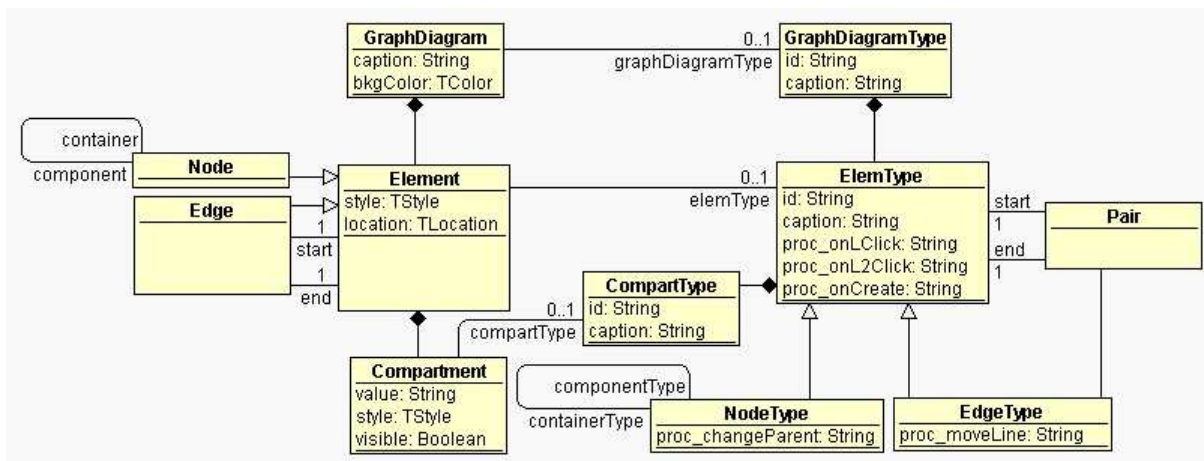 GraphDiagram
caption: String
bkgColor: TColor
0..1
graphDiagramType
GraphDiagramType
id: String
caption: String
container
component
Node
Edge
1
start
1
end
Element
style: TStyle
location: TLocation
0..1
elemType
ElemType
id: String
caption: String
proc_onLClick: String
proc_onL2Click: String
proc_onCreate: String
start
1
end
1
Pair
CompartType
id: String
caption: String
0..1
compartType
Compartment
value: String
style: TStyle
visible: Boolean
componentType
containerType
NodeType
proc_changeParent: String
EdgeType
proc_moveLine: String